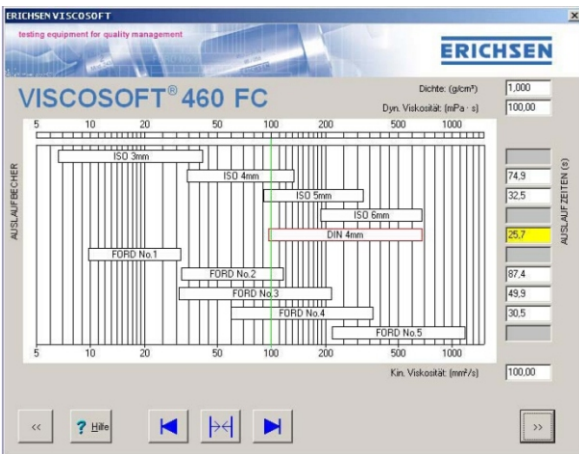 ERICHSEN VISCOSOFT
testing equipment for quality management
ERICHSEN
VISCOSOFT® 460 FC
Dichte: (g/cm³) 1,000
Dyn. Viskosität: (mPa · s) 100,00
5 10 20 50 100 200 500 1000
AUSLAUFBECHER
AUSLAUFZEITEN (s)
ISO 3mm
ISO 4mm 74,9
ISO 5mm 32,5
ISO 6mm
DIN 4mm 25,7
FORD No.1
FORD No.2 87,4
FORD No.3 49,9
FORD No.4 30,5
FORD No.5
5 10 20 50 100 200 500 1000
Kin. Viskosität: (mm²/s) 100,00
<< ? Hilfe >>